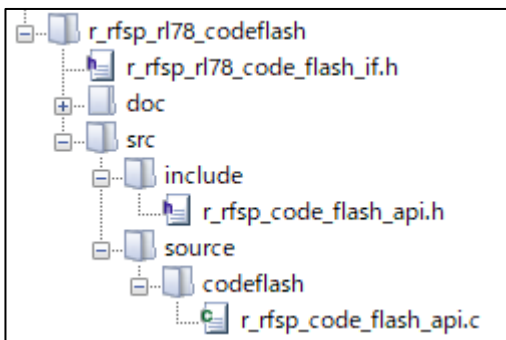 r_rfsp_rl78_codeflash
r_rfsp_rl78_code_flash_if.h
doc
src
include
r_rfsp_code_flash_api.h
source
codeflash
r_rfsp_code_flash_api.c